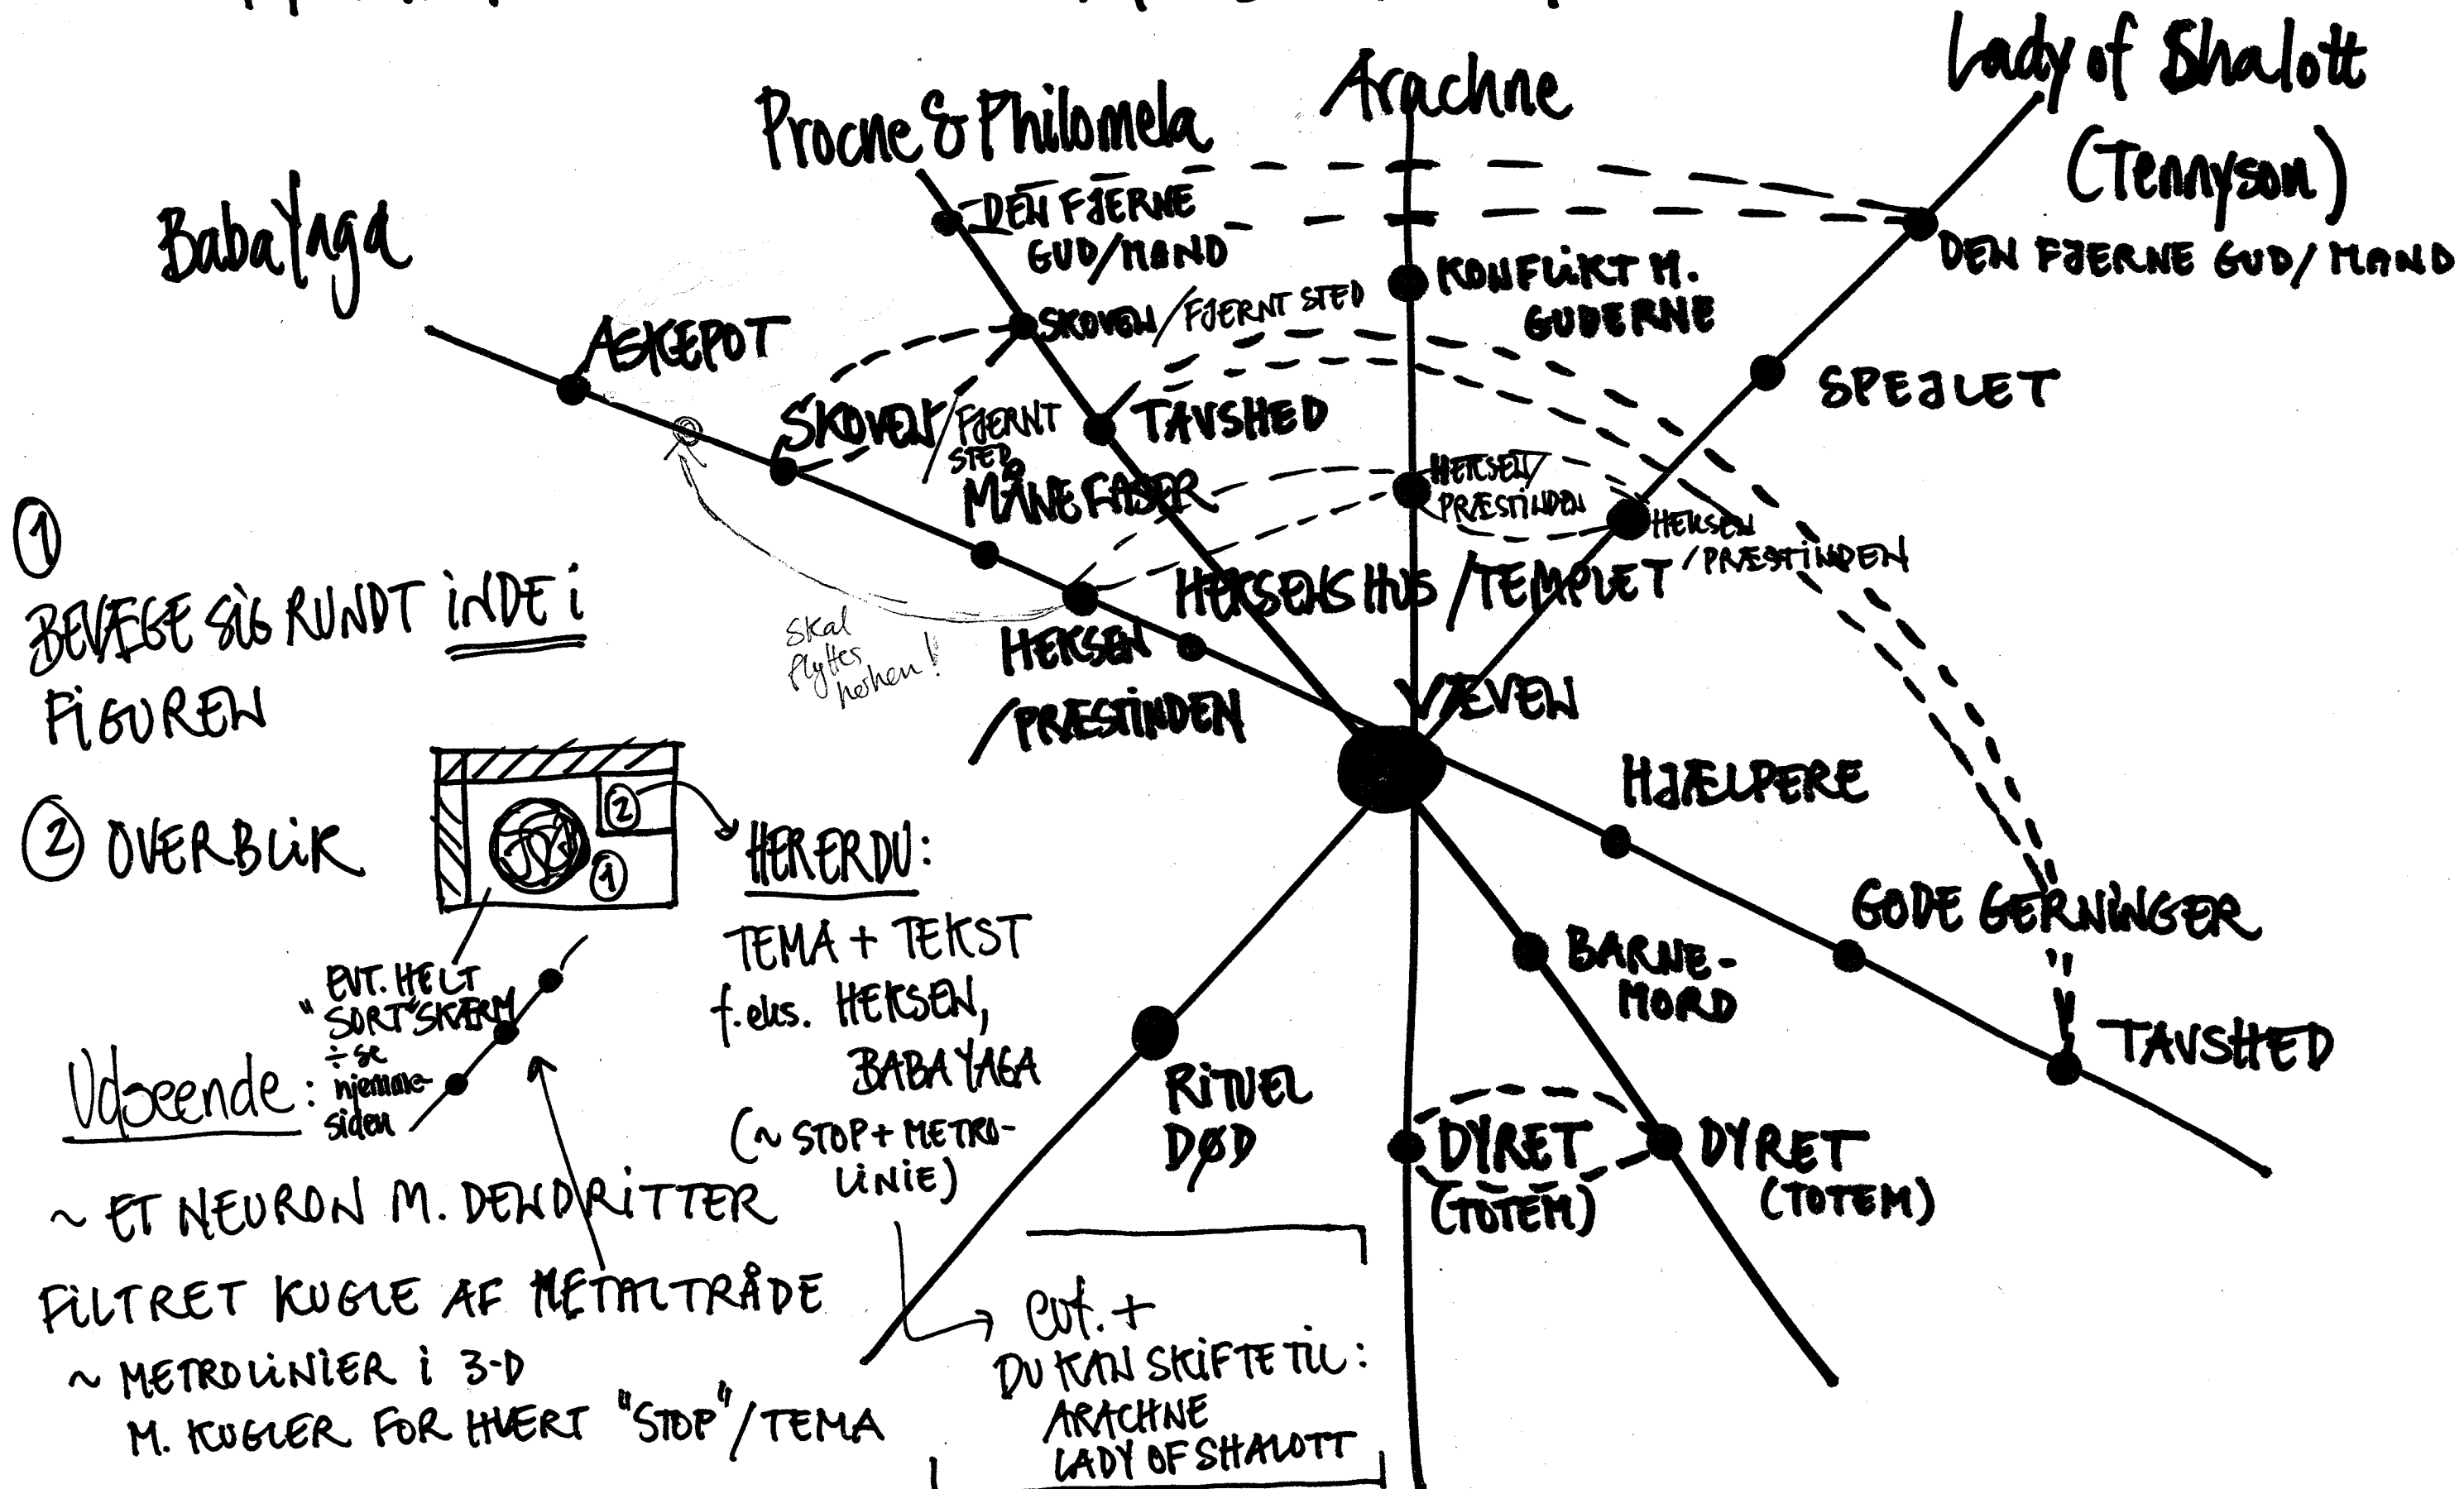 Baba Yaga
Procne & Philomela
Arachne
Lady of Shalott
(Tennyson)
DEN FJERNE
GUD/MAND
DEN FJERNE GUD/MAND
KONFLIKT M.
GUDERNE
ASKEPOT
SKOVEN/FJERNT STED
SPEJLET
SKOVEN/FJERNT
STED
TAVSHED
MÅNEFASER
HEKSEN/
PRÆSTINDEN
HEKSEN
/PRÆSTINDEN
HEKSENS HUS/TEMPLET
HEKSEN
/PRÆSTINDEN
Skal
flyttes
herhen!
VÆVEN
HJÆLPERE
GODE GERNINGER
TAVSHED
BARNE-
MORD
RITUEL
DØD
DYRET
(TOTEM)
DYRET
(TOTEM)
1
BEVÆGE SIG RUNDT INDE I
FIGUREN
2 OVERBLIK
2
1
HER ER DU:
TEMA + TEKST
f.eks. HEKSEN,
BABA YAGA
(~ STOP + METRO-
LINIE)
EVT. HELT
"SORT" SKÆRM
÷ se
hjemme-
siden
Udseende:
~ ET NEURON M. DENDRITTER
FILTRET KUGLE AF METALTRÅDE
~ METROLINIER I 3-D
M. KUGLER FOR HVERT "STOP"/TEMA
evt. +
DU KAN SKIFTE TIL:
ARACHNE
LADY OF SHALOTT